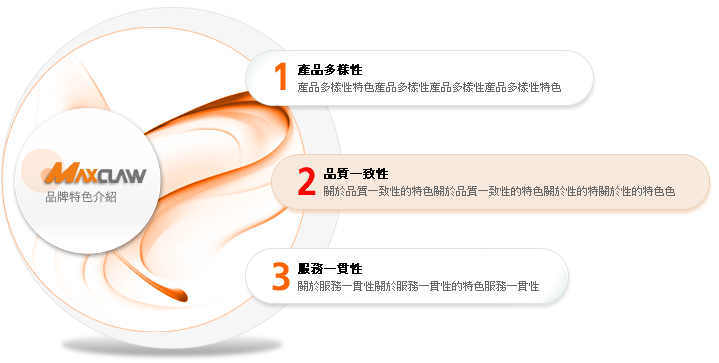 MAXCLAW
品牌特色介紹
1 產品多樣性
產品多樣性特色產品多樣性產品多樣性產品多樣性特色
2 品質一致性
關於品質一致性的特色關於品質一致性的特色關於性的特關於性的特色色
3 服務一貫性
關於服務一貫性關於服務一貫性的特色服務一貫性